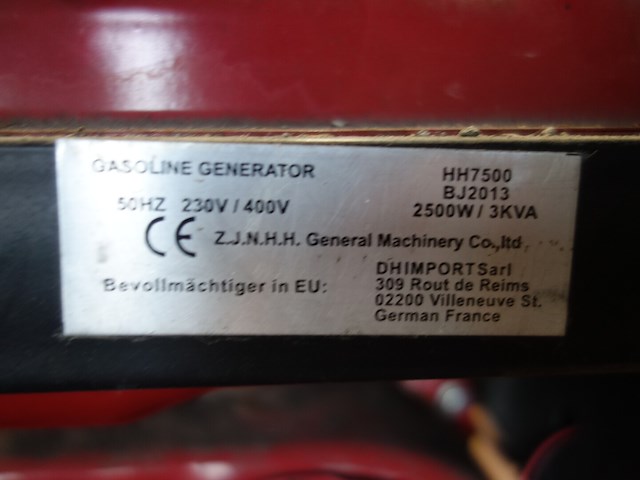 GASOLINE GENERATOR
HH7500
BJ2013
50HZ 230V / 400V
2500W / 3KVA
CE Z.J.N.H.H. General Machinery Co.,ltd
Bevollmächtiger in EU:
DHIMPORTSarl
309 Rout de Reims
02200 Villeneuve St.
German France